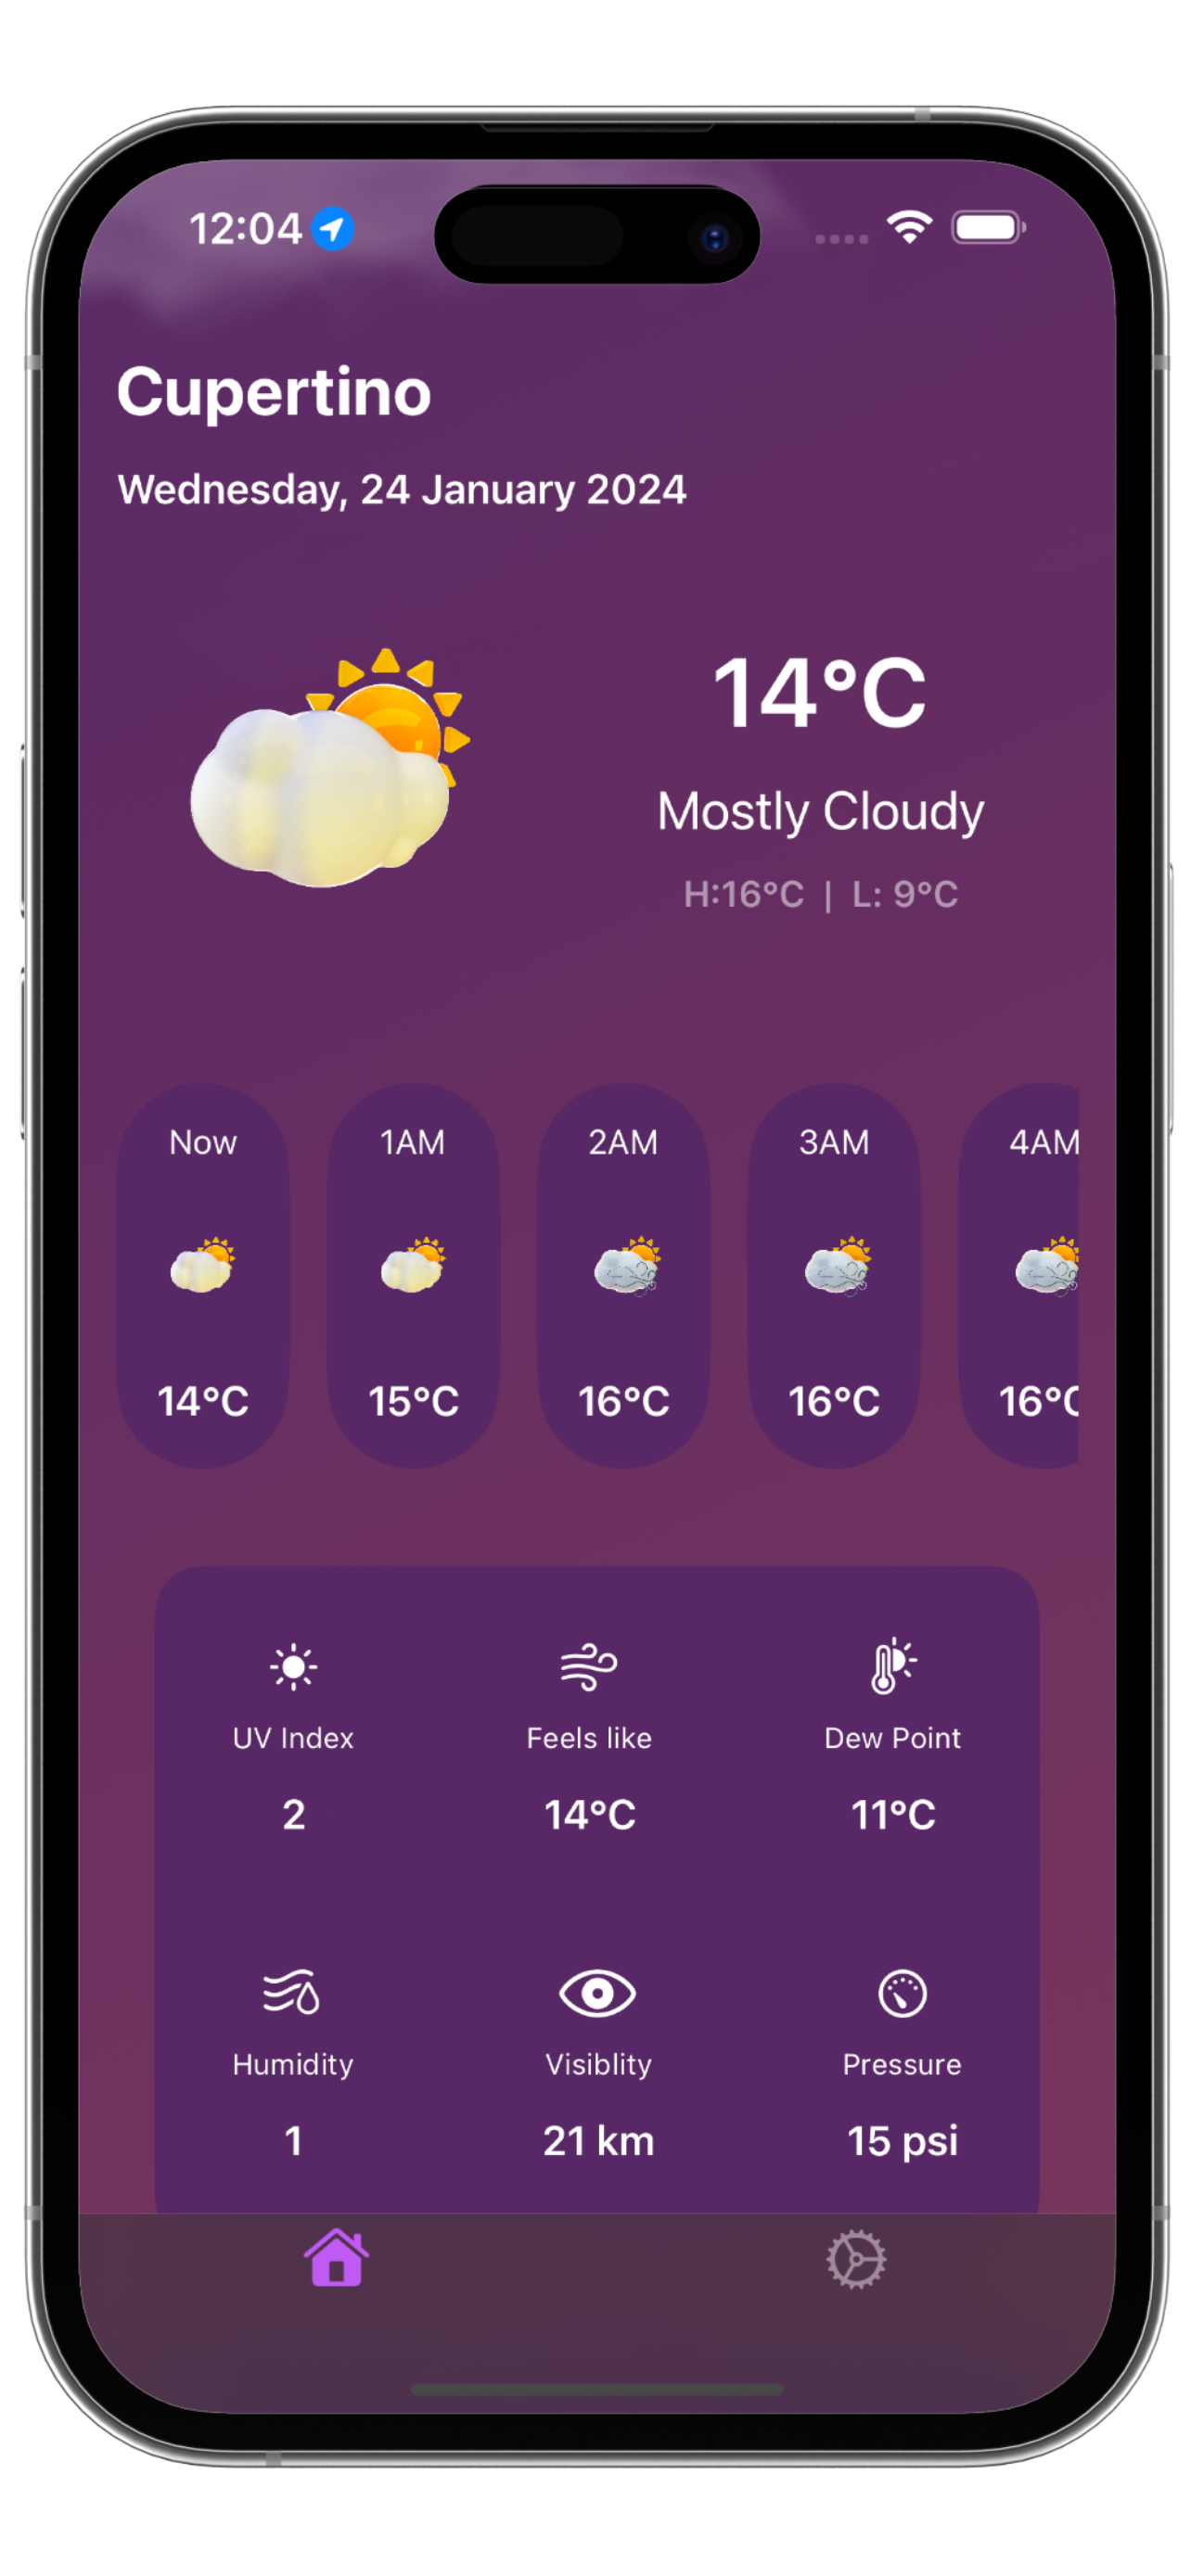 12:04
Cupertino
Wednesday, 24 January 2024
14°C
Mostly Cloudy
H:16°C | L: 9°C
Now 1AM 2AM 3AM 4AM
14°C 15°C 16°C 16°C 16°C
UV Index Feels like Dew Point
2 14°C 11°C
Humidity Visiblity Pressure
1 21 km 15 psi